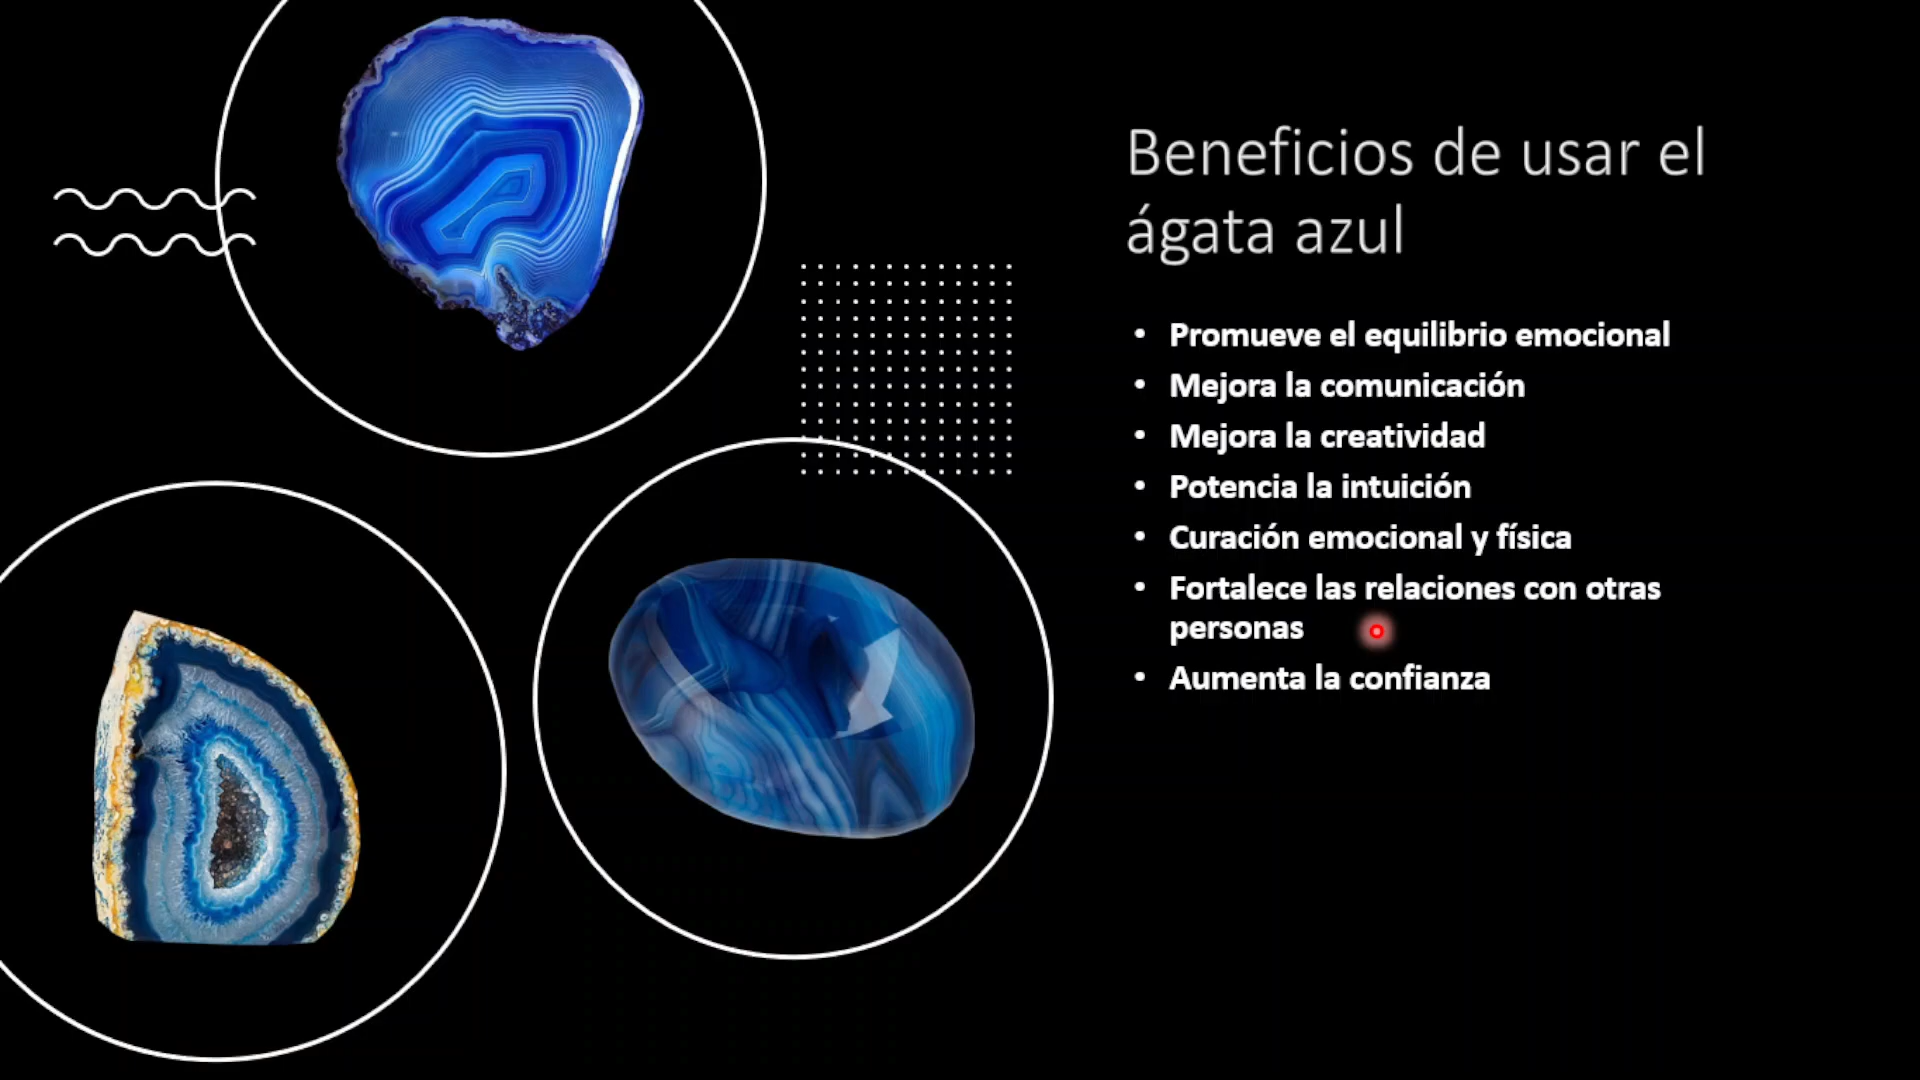 Beneficios de usar el
ágata azul
• Promueve el equilibrio emocional
• Mejora la comunicación
• Mejora la creatividad
• Potencia la intuición
• Curación emocional y física
• Fortalece las relaciones con otras
personas
• Aumenta la confianza